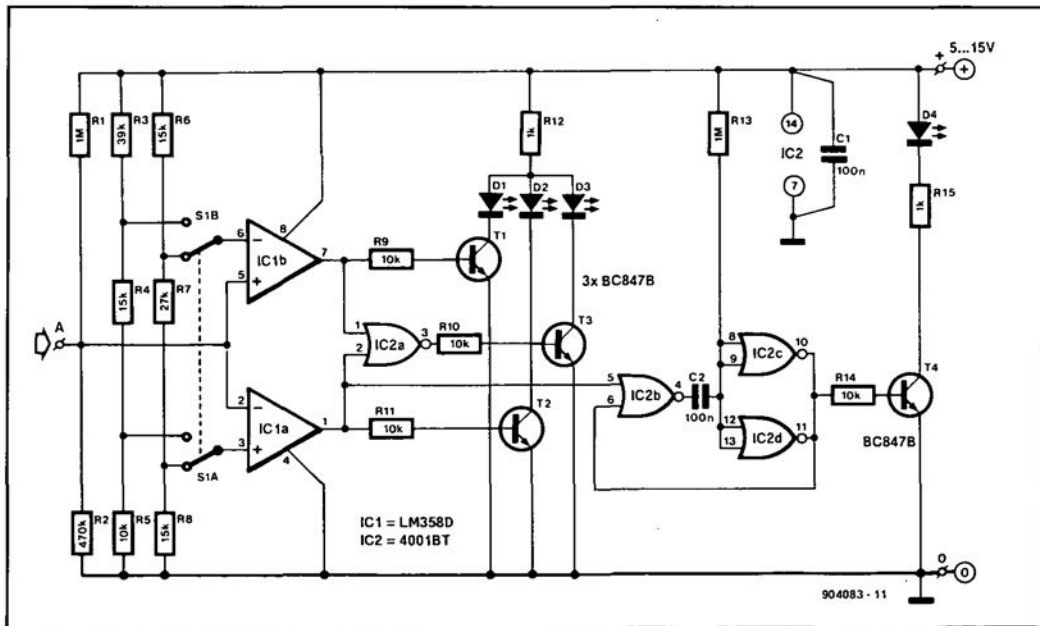 5...15V
+
+
R1
1M
R3
39k
R6
15k
R12
1k
R13
1M
14
IC2
7
C1
100n
D4
R15
1k
S1B
6
−
8
IC1b
7
5
+
R9
10k
D1
D2
D3
T1
3x BC847B
R4
15k
R7
27k
A
1
IC2a
3
2
R10
10k
T3
8
IC2c
10
9
2
−
IC1a
1
3
+
4
R11
10k
T2
5
IC2b
4
6
C2
100n
12
IC2d
11
13
R14
10k
T4
BC847B
S1A
R2
470k
R5
10k
R8
15k
IC1 = LM358D
IC2 = 4001BT
0
0
904083 - 11